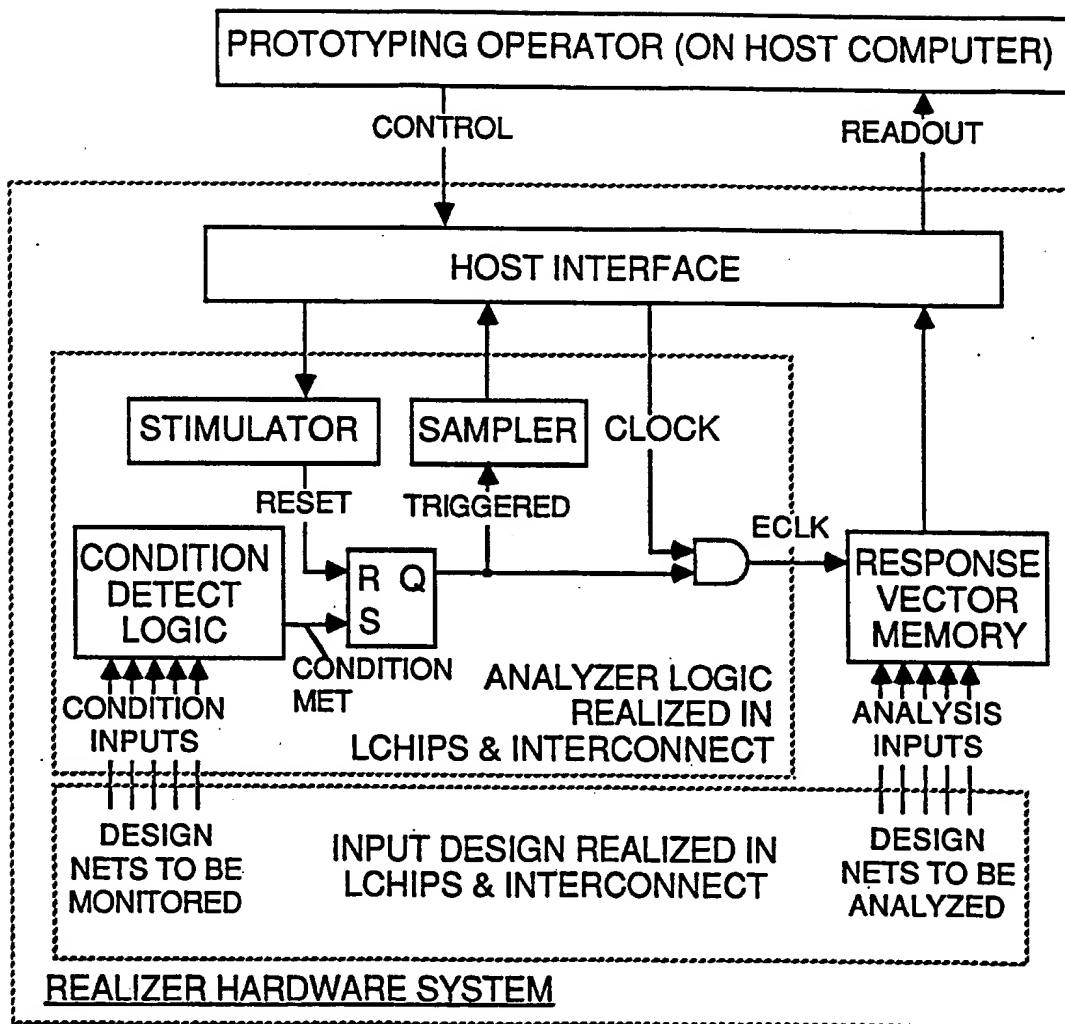 PROTOTYPING OPERATOR (ON HOST COMPUTER)
CONTROL
READOUT
HOST INTERFACE
STIMULATOR
SAMPLER
CLOCK
RESET
TRIGGERED
ECLK
CONDITION
DETECT
LOGIC
R Q
S
RESPONSE
VECTOR
MEMORY
CONDITION
MET
CONDITION
INPUTS
ANALYZER LOGIC
REALIZED IN
LCHIPS & INTERCONNECT
ANALYSIS
INPUTS
DESIGN
NETS TO BE
MONITORED
INPUT DESIGN REALIZED IN
LCHIPS & INTERCONNECT
DESIGN
NETS TO BE
ANALYZED
REALIZER HARDWARE SYSTEM